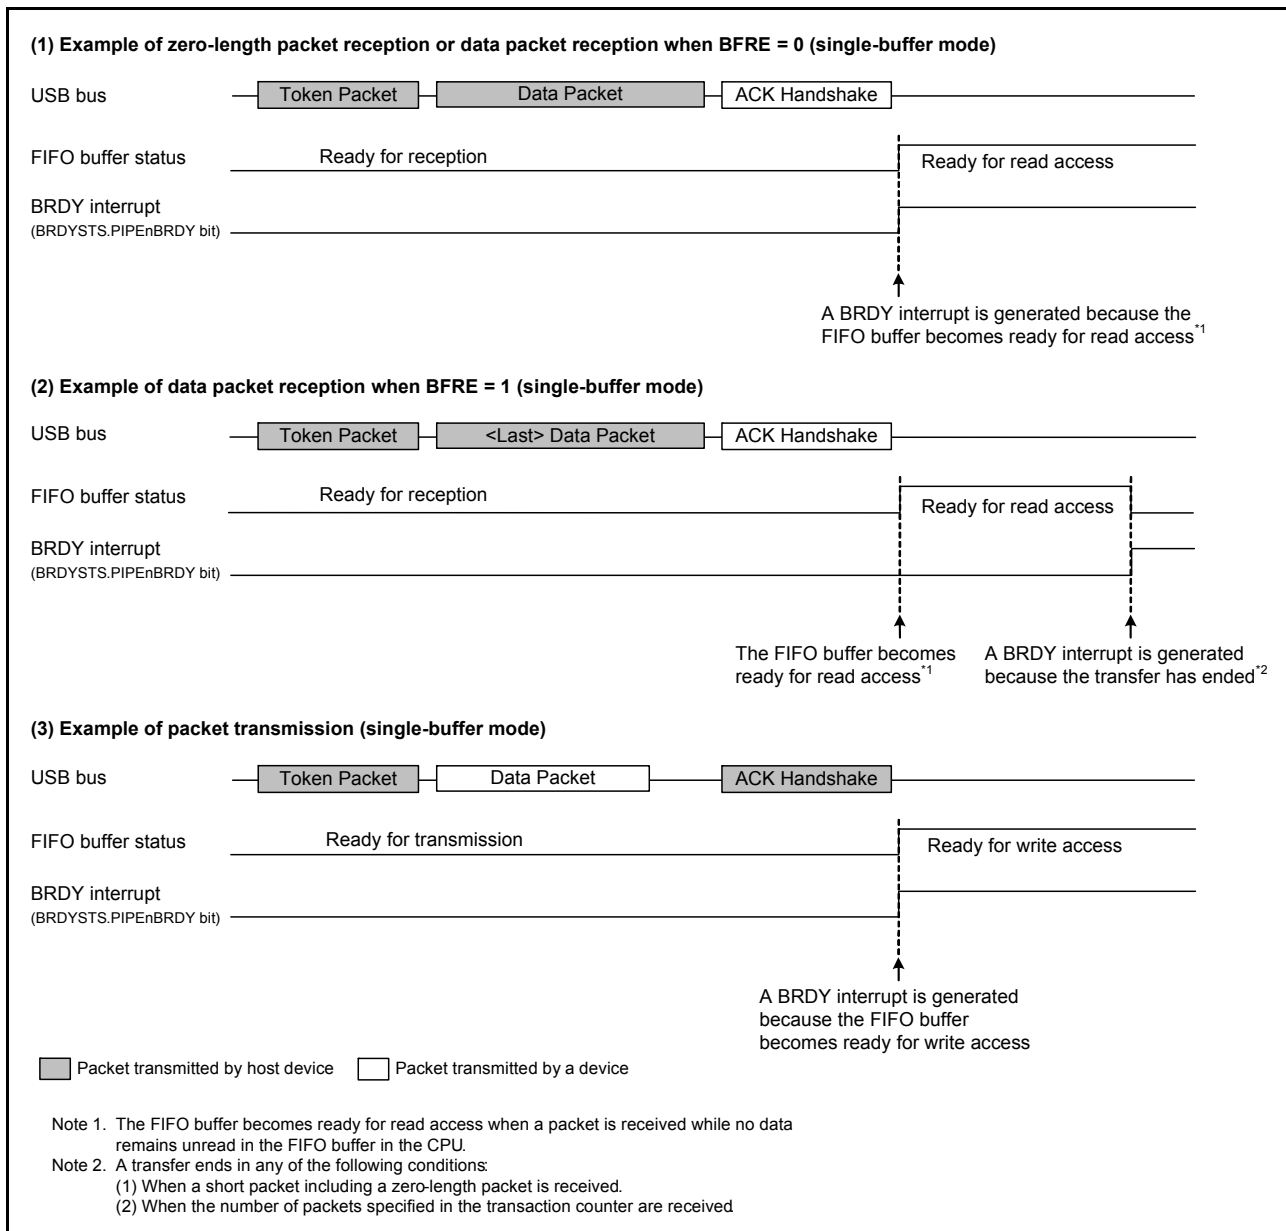 (1) Example of zero-length packet reception or data packet reception when BFRE = 0 (single-buffer mode)
USB bus
Token Packet
Data Packet
ACK Handshake
FIFO buffer status
Ready for reception
Ready for read access
BRDY interrupt
(BRDYSTS.PIPEnBRDY bit)
A BRDY interrupt is generated because the
FIFO buffer becomes ready for read access*1
(2) Example of data packet reception when BFRE = 1 (single-buffer mode)
USB bus
Token Packet
<Last> Data Packet
ACK Handshake
FIFO buffer status
Ready for reception
Ready for read access
BRDY interrupt
(BRDYSTS.PIPEnBRDY bit)
The FIFO buffer becomes
ready for read access*1
A BRDY interrupt is generated
because the transfer has ended*2
(3) Example of packet transmission (single-buffer mode)
USB bus
Token Packet
Data Packet
ACK Handshake
FIFO buffer status
Ready for transmission
Ready for write access
BRDY interrupt
(BRDYSTS.PIPEnBRDY bit)
A BRDY interrupt is generated
because the FIFO buffer
becomes ready for write access
Packet transmitted by host device
Packet transmitted by a device
Note 1. The FIFO buffer becomes ready for read access when a packet is received while no data
remains unread in the FIFO buffer in the CPU.
Note 2. A transfer ends in any of the following conditions:
(1) When a short packet including a zero-length packet is received.
(2) When the number of packets specified in the transaction counter are received.